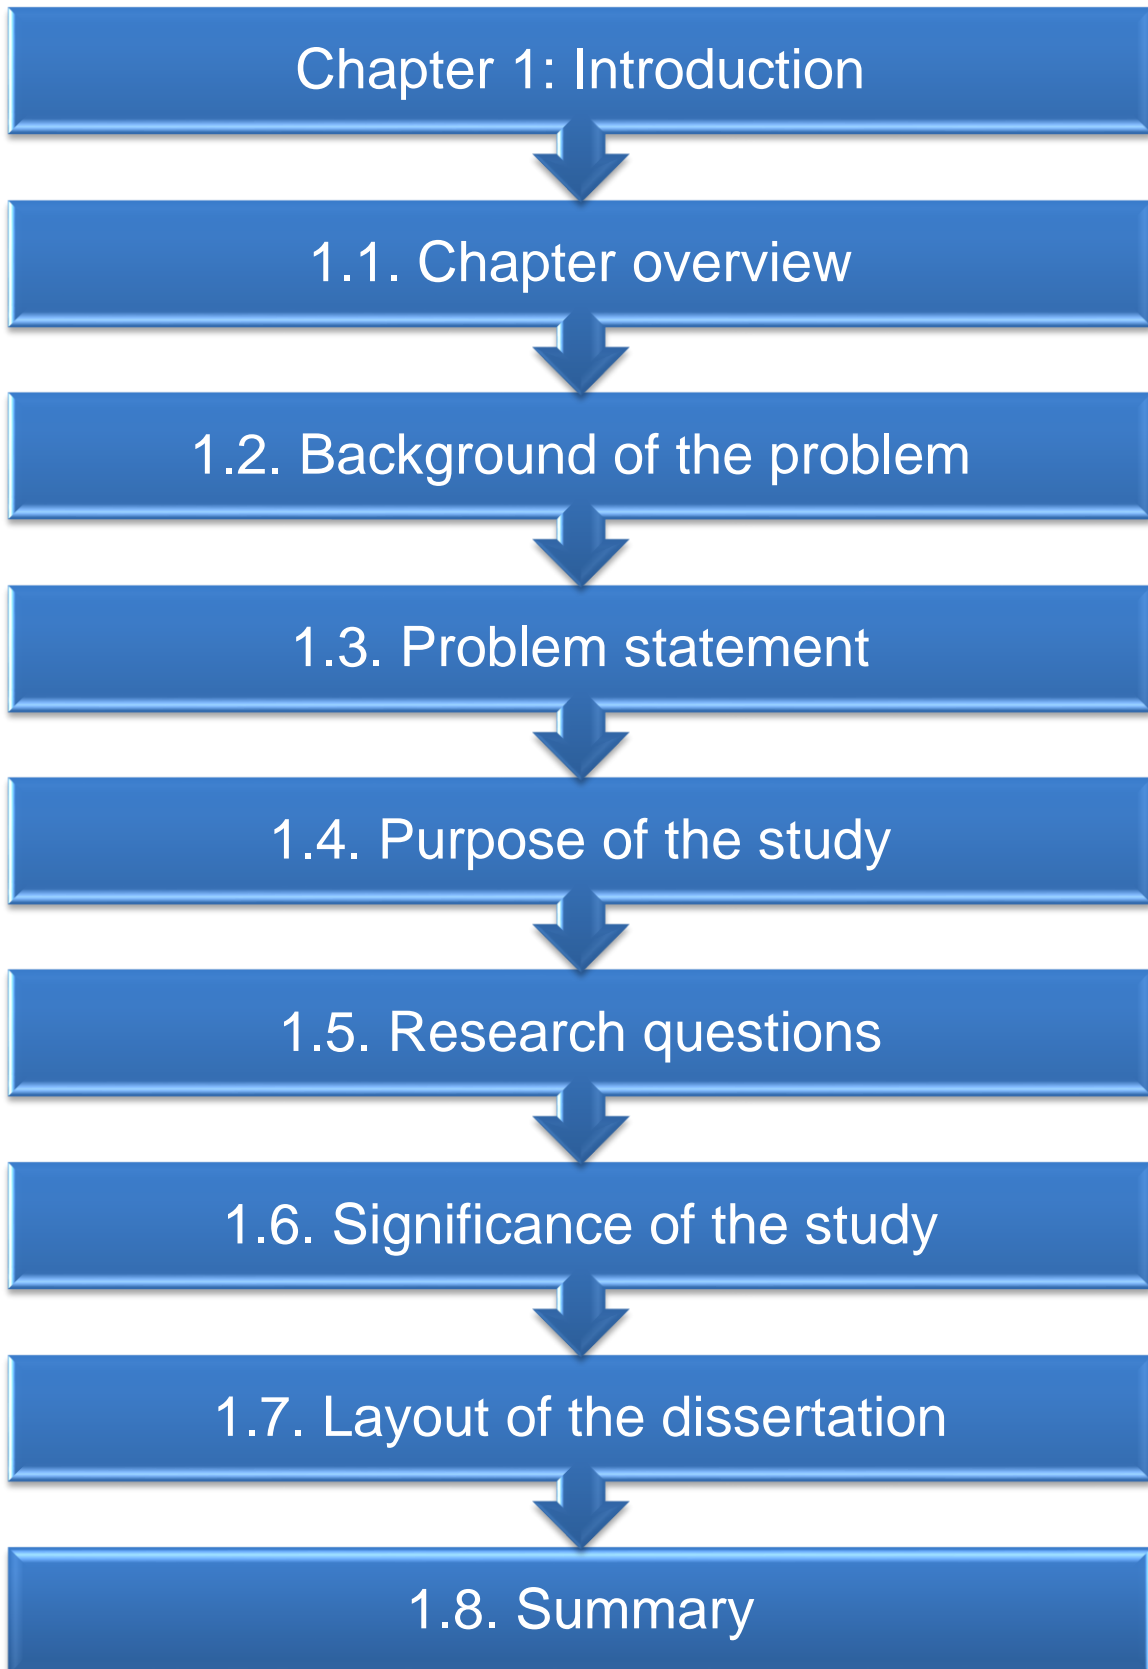 Chapter 1: Introduction
1.1. Chapter overview
1.2. Background of the problem
1.3. Problem statement
1.4. Purpose of the study
1.5. Research questions
1.6. Significance of the study
1.7. Layout of the dissertation
1.8. Summary